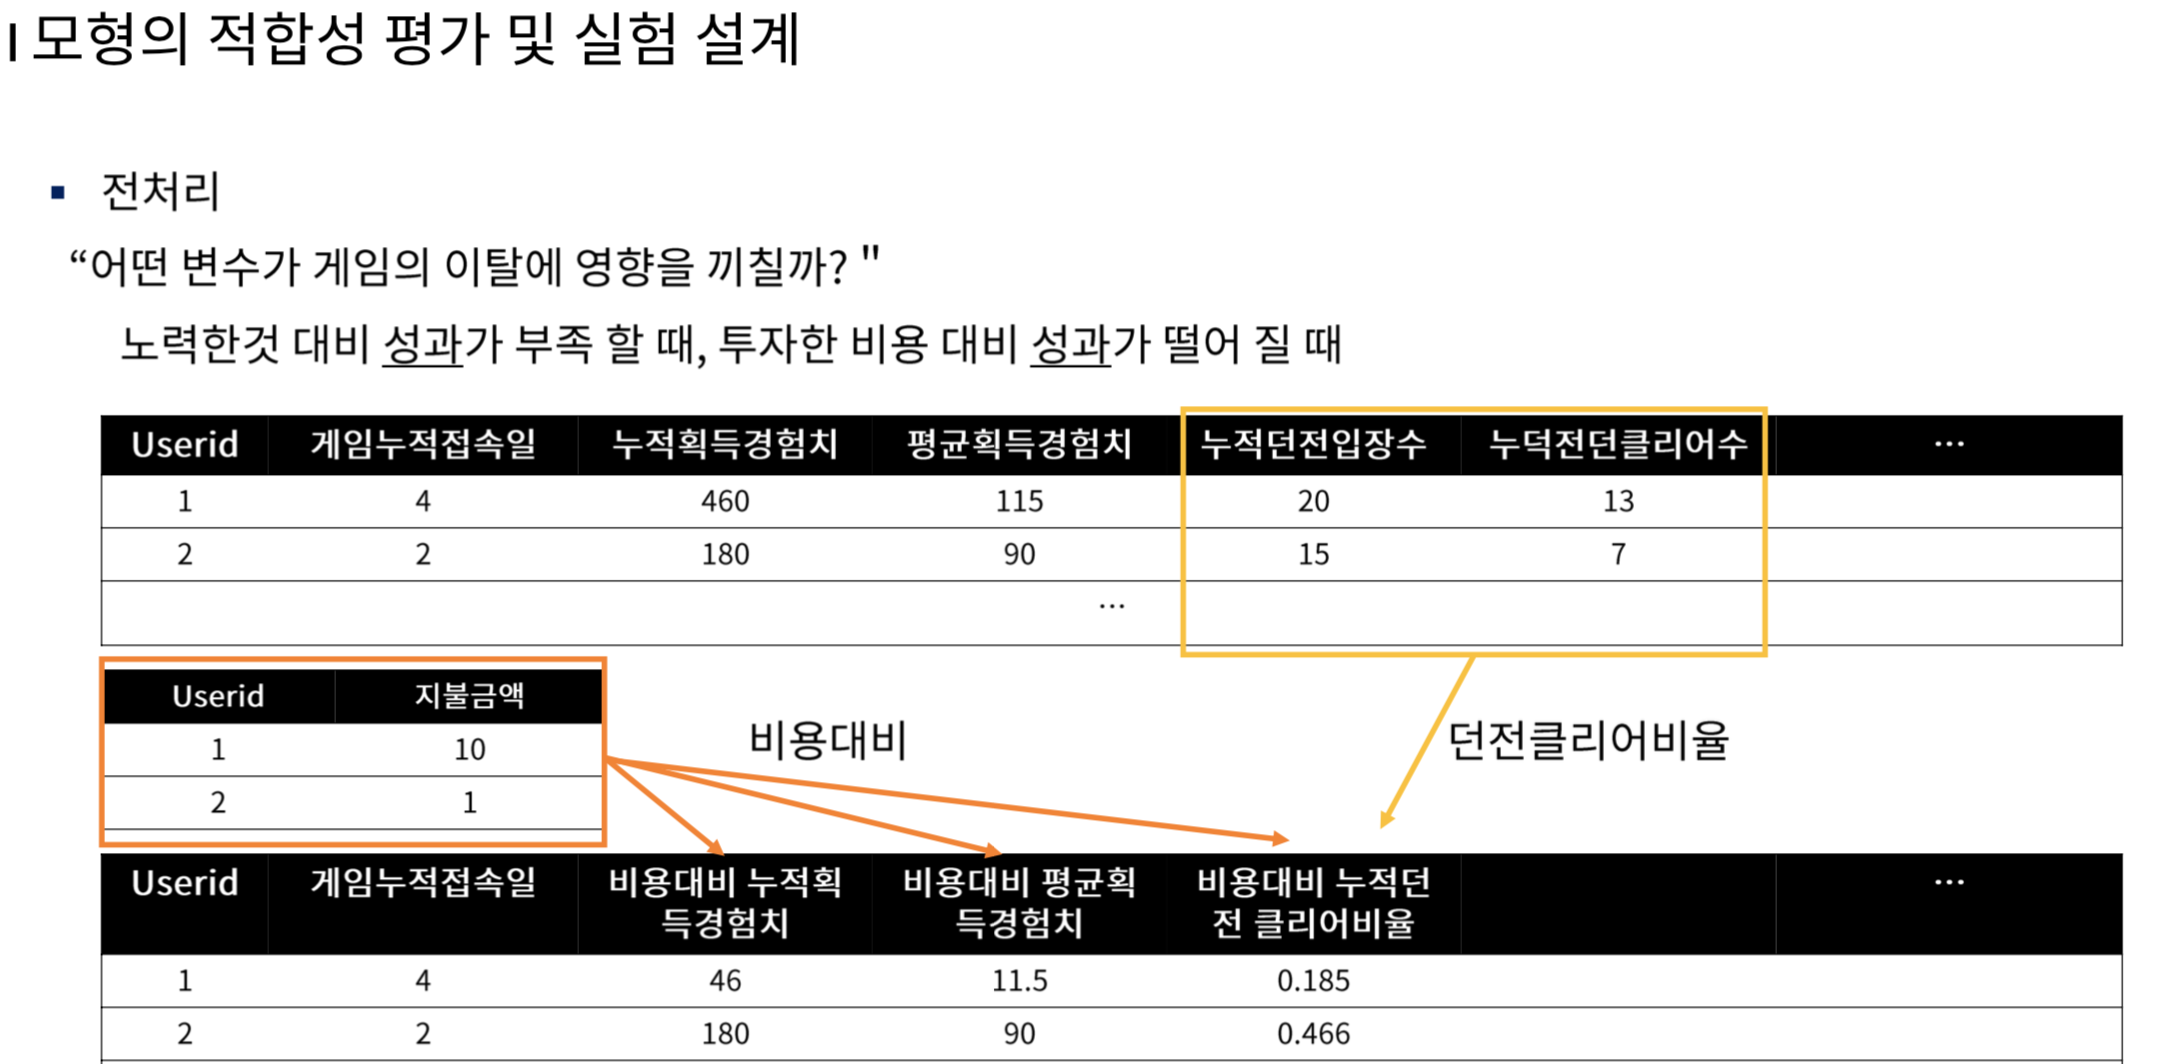 모형의 적합성 평가 및 실험 설계
전처리
“어떤 변수가 게임의 이탈에 영향을 끼칠까? "
노력한것 대비 성과가 부족 할 때, 투자한 비용 대비 성과가 떨어 질 때
Userid 게임누적접속일 누적획득경험치 평균획득경험치 누적던전입장수 누덕전던클리어수 ...
1 4 460 115 20 13
2 2 180 90 15 7
...
Userid 지불금액
1 10
2 1
비용대비
던전클리어비율
Userid 게임누적접속일 비용대비 누적획 비용대비 평균획 비용대비 누적던 ...
득경험치 득경험치 전 클리어비율
1 4 46 11.5 0.185
2 2 180 90 0.466